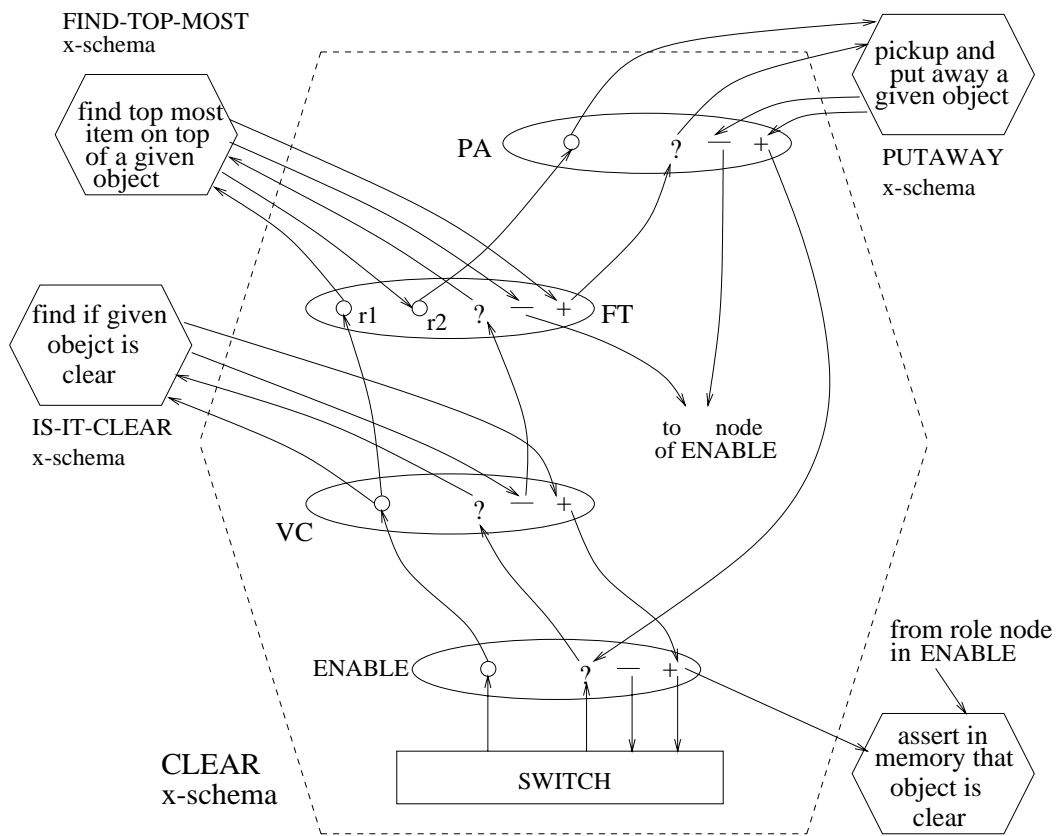 FIND-TOP-MOST
x-schema
find top most
item on top
of a given
object
pickup and
put away a
given object
PA
?
—
+
PUTAWAY
x-schema
r1
r2
?
—
+
FT
find if given
obejct is
clear
IS-IT-CLEAR
x-schema
to node
of ENABLE
VC
?
—
+
ENABLE
?
—
+
from role node
in ENABLE
CLEAR
x-schema
SWITCH
assert in
memory that
object is
clear